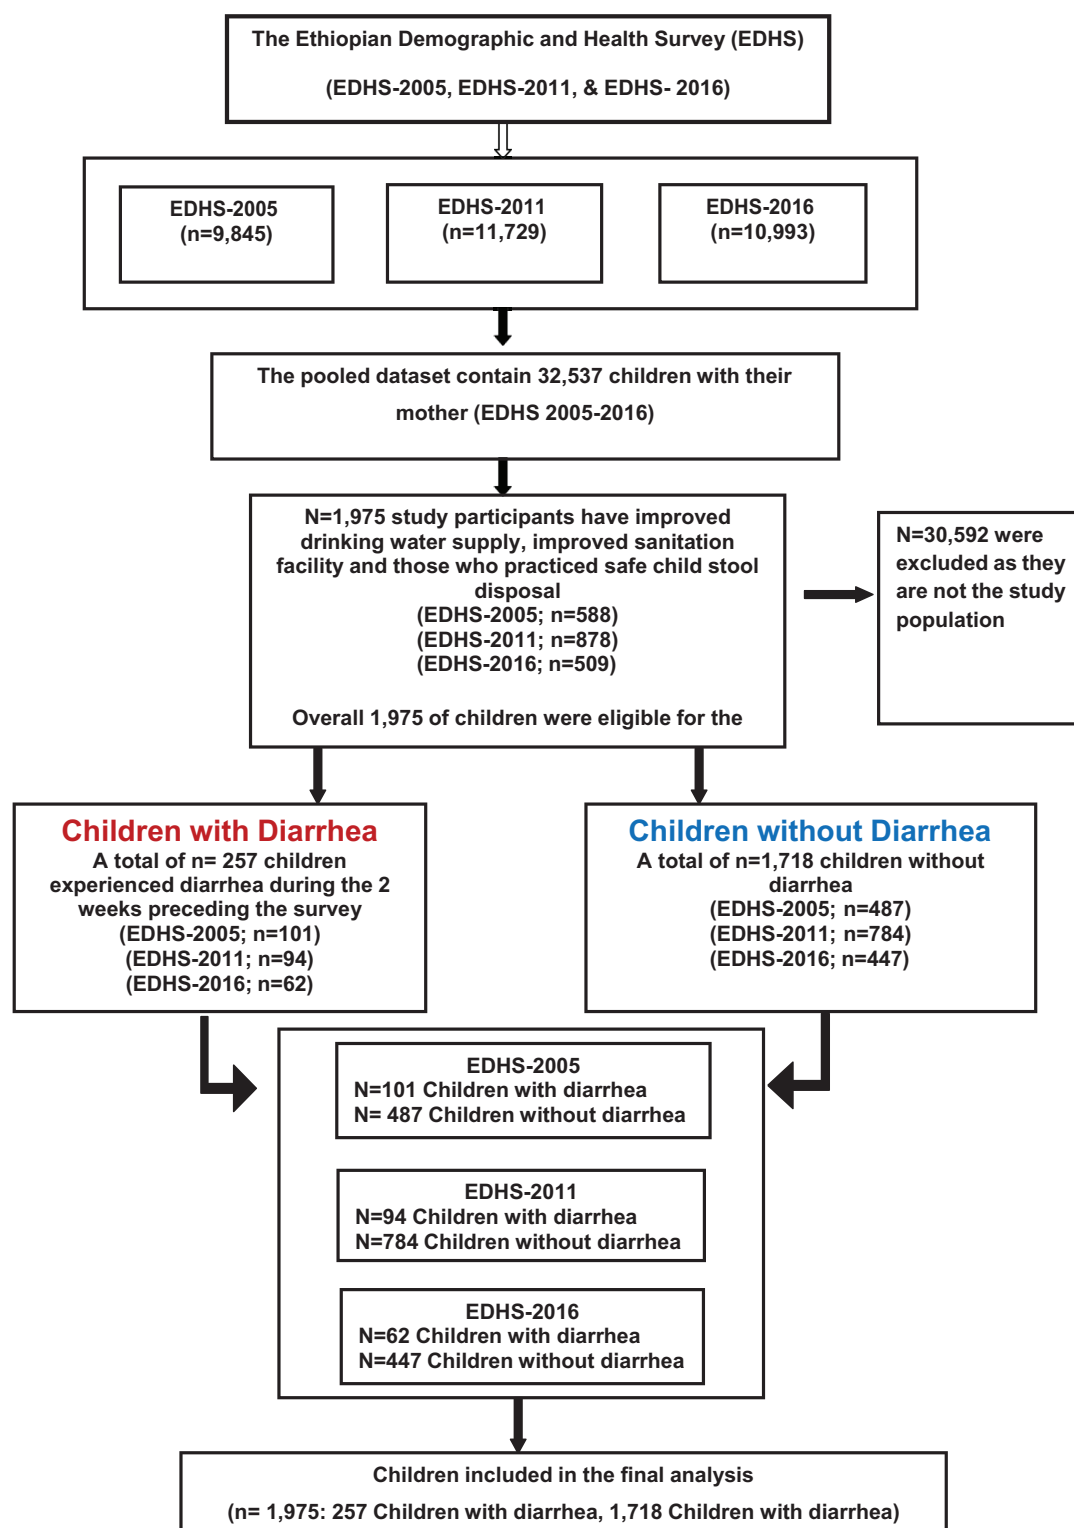 The Ethiopian Demographic and Health Survey (EDHS)
(EDHS-2005, EDHS-2011, & EDHS- 2016)
EDHS-2005
(n=9,845)
EDHS-2011
(n=11,729)
EDHS-2016
(n=10,993)
The pooled dataset contain 32,537 children with their
mother (EDHS 2005-2016)
N=1,975 study participants have improved
drinking water supply, improved sanitation
facility and those who practiced safe child stool
disposal
(EDHS-2005; n=588)
(EDHS-2011; n=878)
(EDHS-2016; n=509)
Overall 1,975 of children were eligible for the
N=30,592 were
excluded as they
are not the study
population
Children with Diarrhea
A total of n= 257 children
experienced diarrhea during the 2
weeks preceding the survey
(EDHS-2005; n=101)
(EDHS-2011; n=94)
(EDHS-2016; n=62)
Children without Diarrhea
A total of n=1,718 children without
diarrhea
(EDHS-2005; n=487)
(EDHS-2011; n=784)
(EDHS-2016; n=447)
EDHS-2005
N=101 Children with diarrhea
N= 487 Children without diarrhea
EDHS-2011
N=94 Children with diarrhea
N=784 Children without diarrhea
EDHS-2016
N=62 Children with diarrhea
N=447 Children without diarrhea
Children included in the final analysis
(n= 1,975: 257 Children with diarrhea, 1,718 Children with diarrhea)